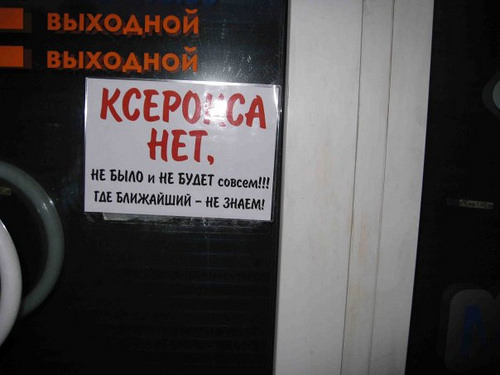 ВЫХОДНОЙ
ВЫХОДНОЙ
КСЕРОКСА
НЕТ,
НЕ БЫЛО и НЕ БУДЕТ совсем!!!
ГДЕ БЛИЖАЙШИЙ - НЕ ЗНАЕМ!